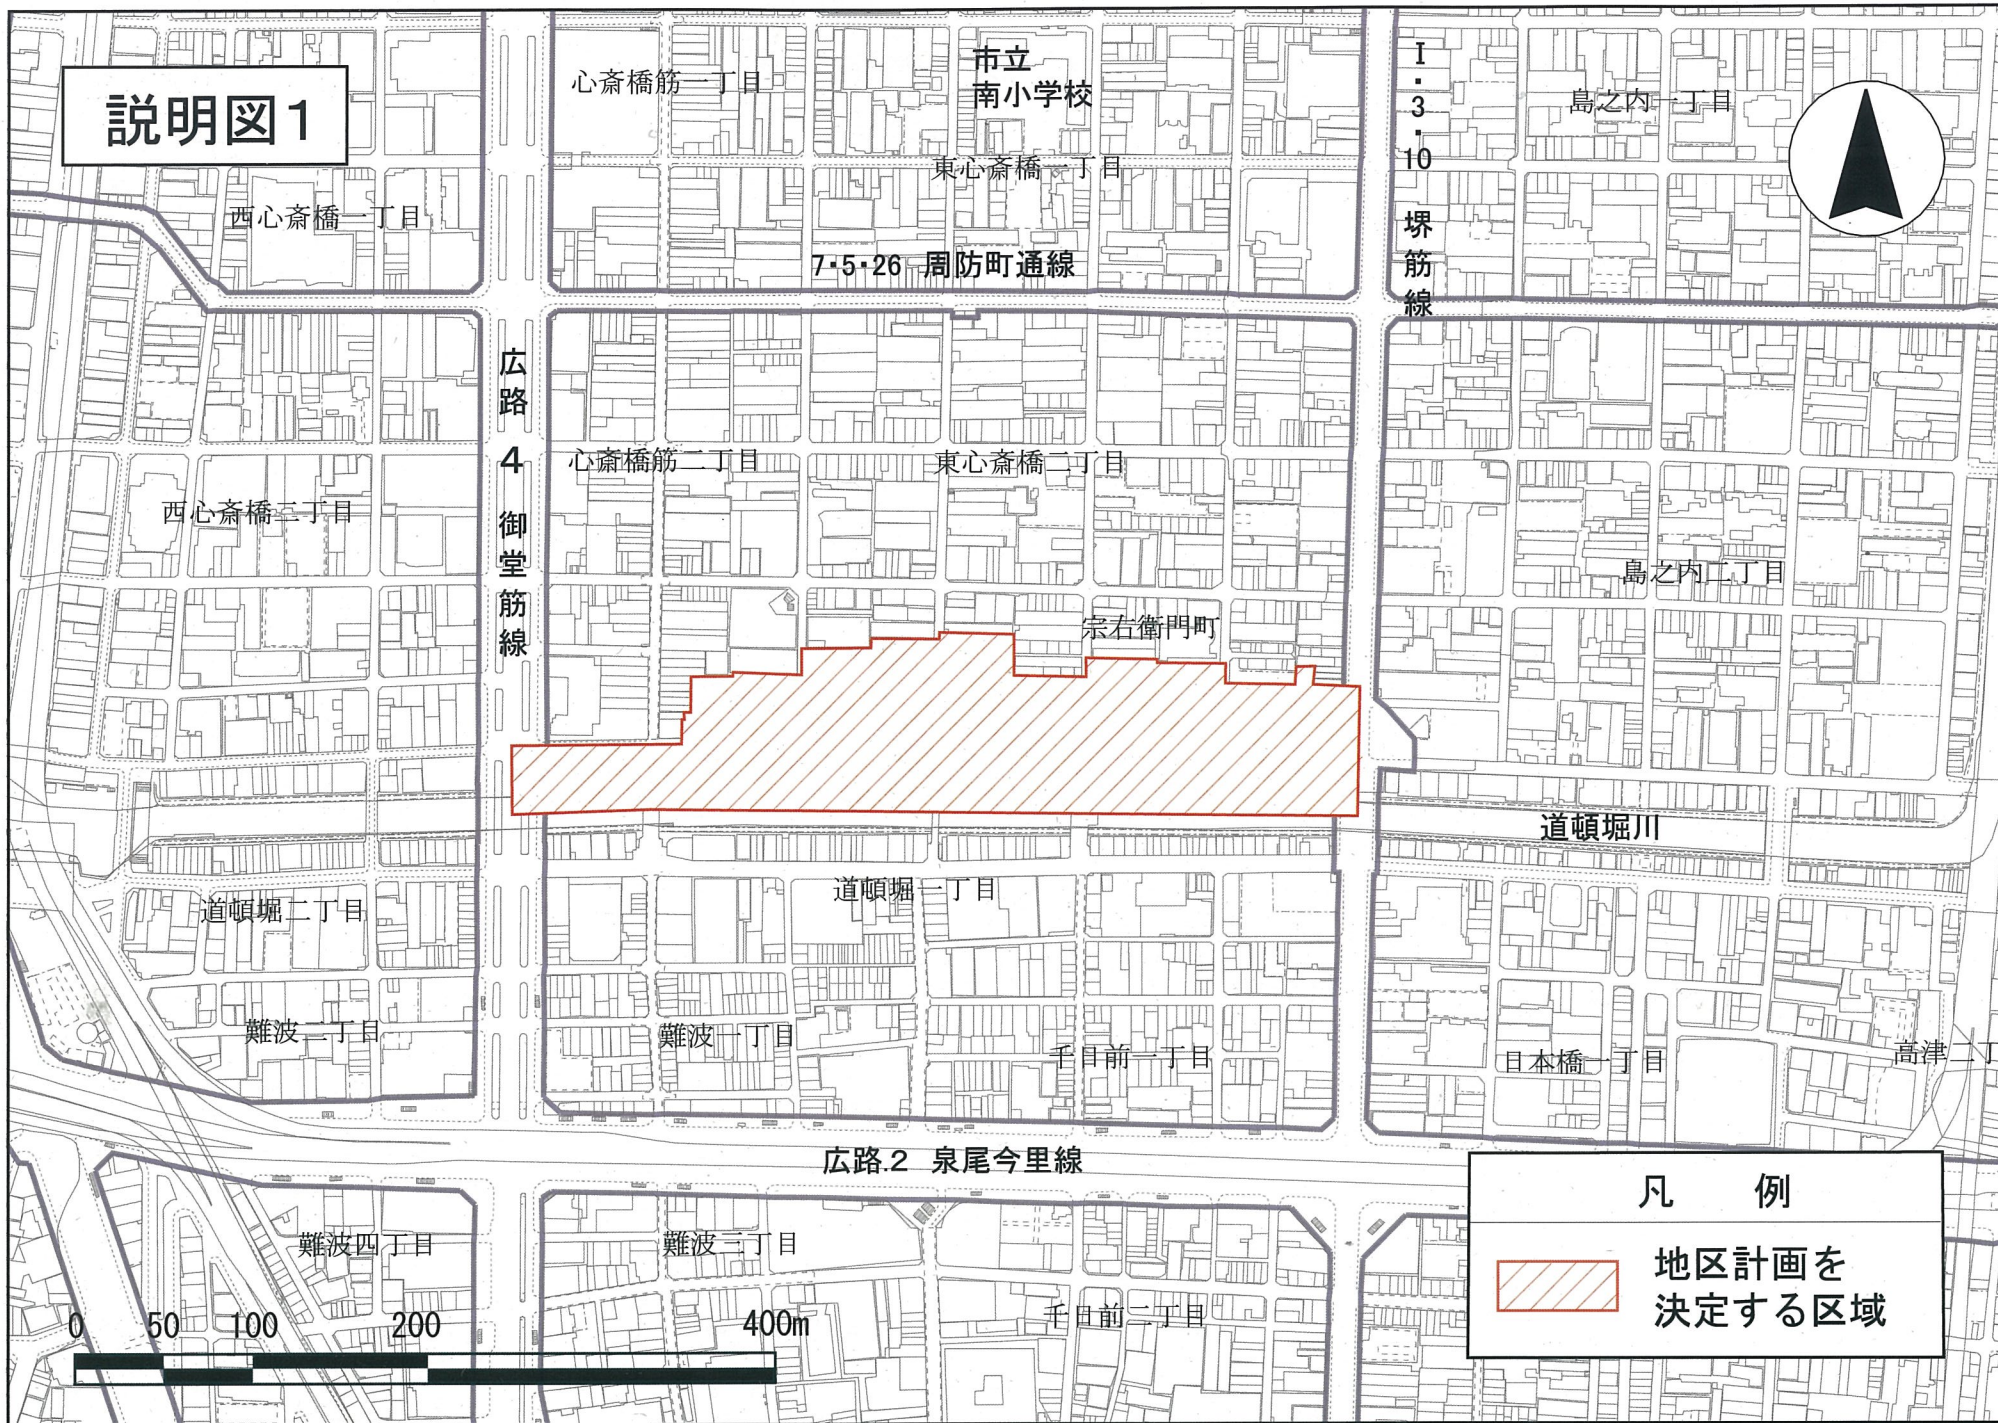 説明図1
心斎橋筋一丁目
市立
南小学校
東心斎橋一丁目
I・3・10 堺筋線
島之内一丁目
西心斎橋一丁目
7・5・26 周防町通線
広路 4 御堂筋線
心斎橋筋二丁目
東心斎橋二丁目
西心斎橋二丁目
島之内二丁目
宗右衛門町
道頓堀川
道頓堀二丁目
道頓堀一丁目
難波二丁目
難波一丁目
千日前一丁目
日本橋一丁目
高津二丁
広路.2 泉尾今里線
難波四丁目
難波三丁目
千日前二丁目
0 50 100 200 400m
凡 例
地区計画を
決定する区域